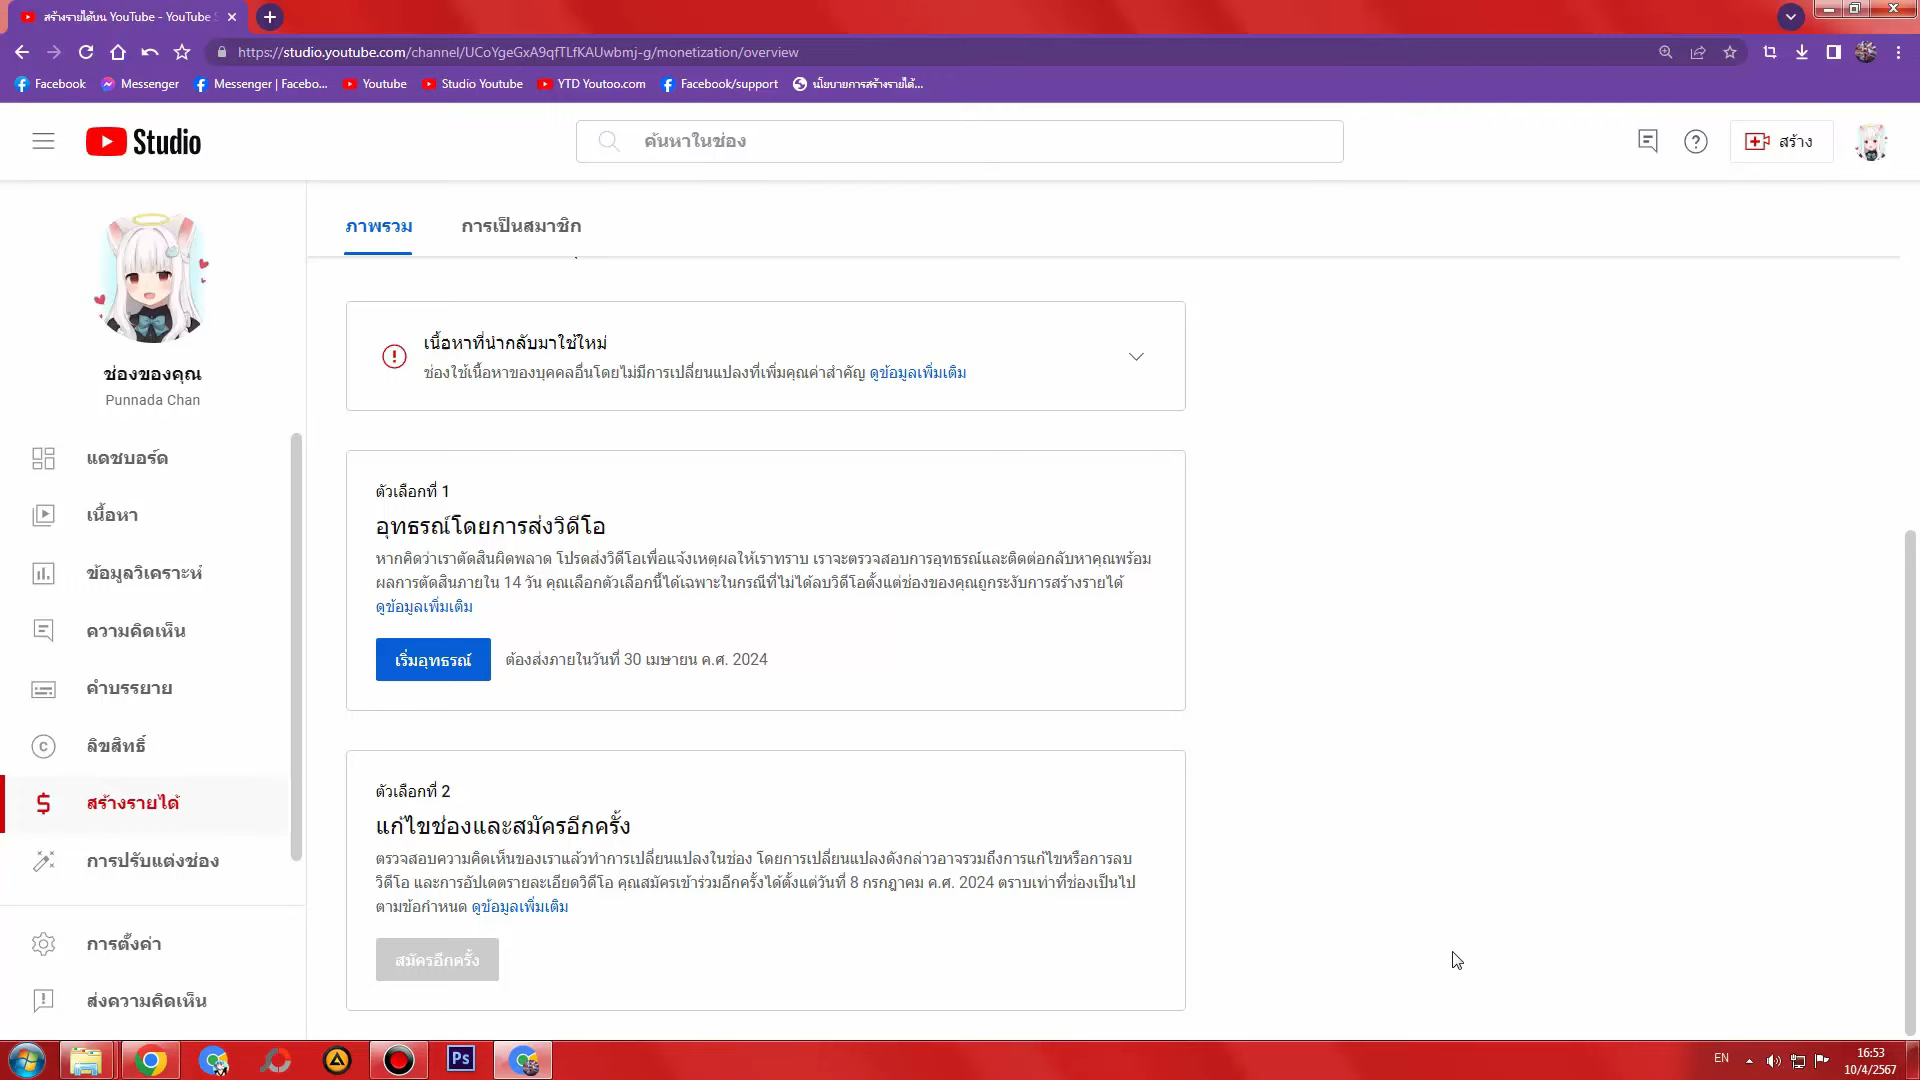 สร้างรายได้บน YouTube - YouTube S
https://studio.youtube.com/channel/UCoYgeGxA9qfTLfKAUwbmj-g/monetization/overview
Facebook Messenger Messenger | Facebo... Youtube Studio Youtube YTD Youtoo.com Facebook/support นโยบายการสร้างรายได้...
Studio
ค้นหาในช่อง
สร้าง
ช่องของคุณ
Punnada Chan
แดชบอร์ด
เนื้อหา
ข้อมูลวิเคราะห์
ความคิดเห็น
คำบรรยาย
ลิขสิทธิ์
สร้างรายได้
การปรับแต่งช่อง
การตั้งค่า
ส่งความคิดเห็น
ภาพรวม การเป็นสมาชิก
เนื้อหาที่นำกลับมาใช้ใหม่
ช่องใช้เนื้อหาของบุคคลอื่นโดยไม่มีการเปลี่ยนแปลงที่เพิ่มคุณค่าสำคัญ ดูข้อมูลเพิ่มเติม
ตัวเลือกที่ 1
อุทธรณ์โดยการส่งวิดีโอ
หากคิดว่าเราตัดสินผิดพลาด โปรดส่งวิดีโอเพื่อแจ้งเหตุผลให้เราทราบ เราจะตรวจสอบการอุทธรณ์และติดต่อกลับหาคุณพร้อม
ผลการตัดสินภายใน 14 วัน คุณเลือกตัวเลือกนี้ได้เฉพาะในกรณีที่ไม่ได้ลบวิดีโอตั้งแต่ช่องของคุณถูกระงับการสร้างรายได้
ดูข้อมูลเพิ่มเติม
เริ่มอุทธรณ์ ต้องส่งภายในวันที่ 30 เมษายน ค.ศ. 2024
ตัวเลือกที่ 2
แก้ไขช่องและสมัครอีกครั้ง
ตรวจสอบความคิดเห็นของเราแล้วทำการเปลี่ยนแปลงในช่อง โดยการเปลี่ยนแปลงดังกล่าวอาจรวมถึงการแก้ไขหรือการลบ
วิดีโอ และการอัปเดตรายละเอียดวิดีโอ คุณสมัครเข้าร่วมอีกครั้งได้ตั้งแต่วันที่ 8 กรกฎาคม ค.ศ. 2024 ตราบเท่าที่ช่องเป็นไป
ตามข้อกำหนด ดูข้อมูลเพิ่มเติม
สมัครอีกครั้ง
Ps
EN
16:53
10/4/2567